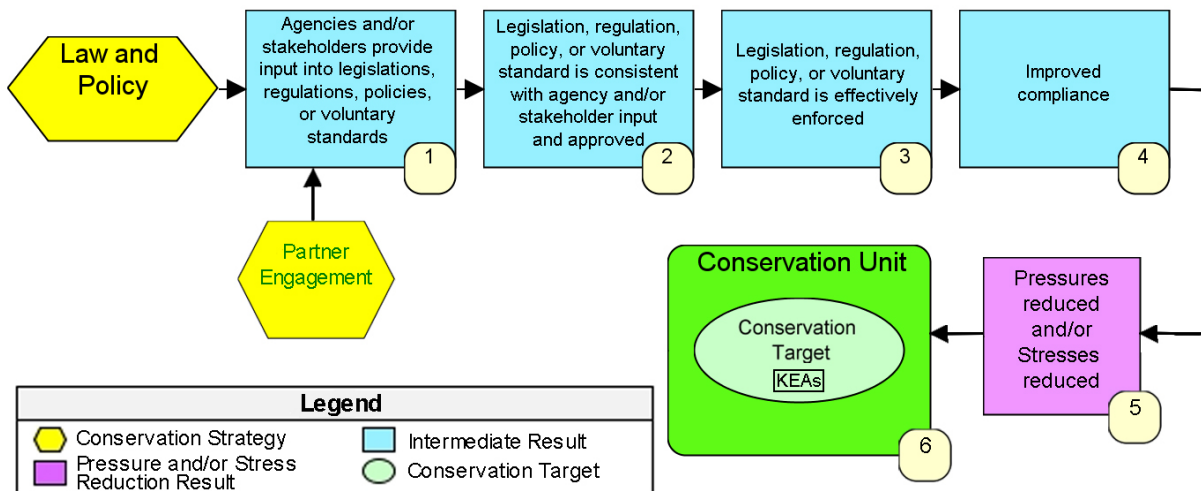 Law and
Policy
Agencies and/or
stakeholders provide
input into legislations,
regulations, policies,
or voluntary
standards
1
Legislation, regulation,
policy, or voluntary
standard is consistent
with agency and/or
stakeholder input
and approved
2
Legislation, regulation,
policy, or voluntary
standard is effectively
enforced
3
Improved
compliance
4
Partner
Engagement
Conservation Unit
Conservation
Target
KEAs
6
Pressures
reduced
and/or
Stresses
reduced
5
Legend
Conservation Strategy
Intermediate Result
Pressure and/or Stress
Reduction Result
Conservation Target